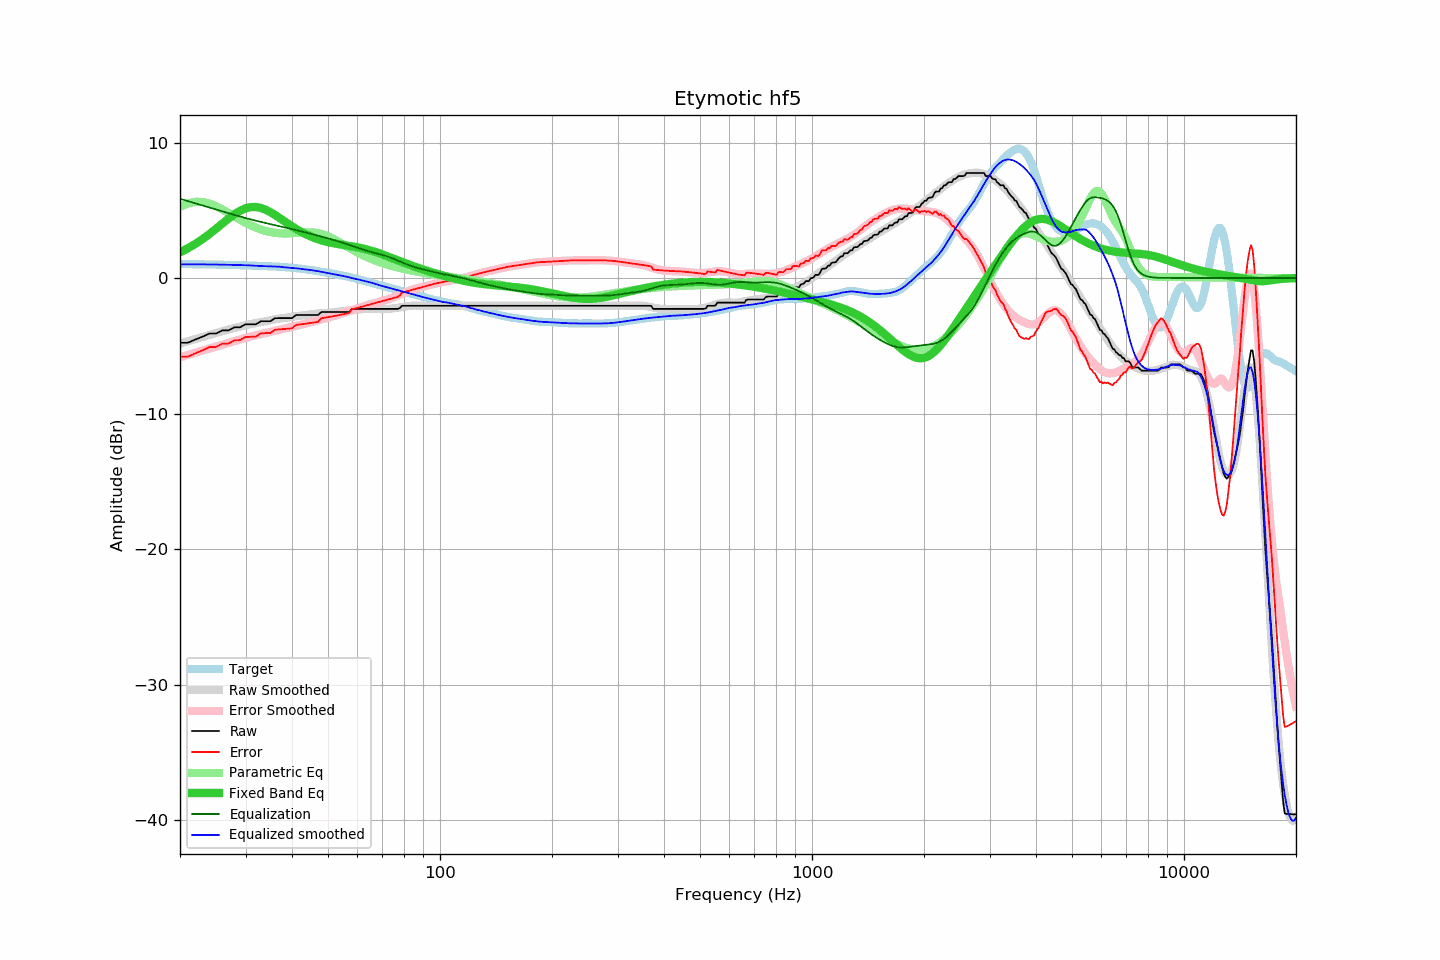 Etymotic hf5
10
0
−10
−20
−30
−40
Amplitude (dBr)
Target
Raw Smoothed
Error Smoothed
Raw
Error
Parametric Eq
Fixed Band Eq
Equalization
Equalized smoothed
100
1000
10000
Frequency (Hz)